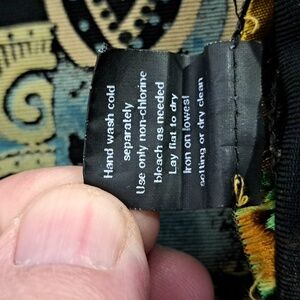 Hand wash cold
separately
Use only non-chlorine
bleach as needed
Lay flat to dry
Iron on lowest
setting or dry clean